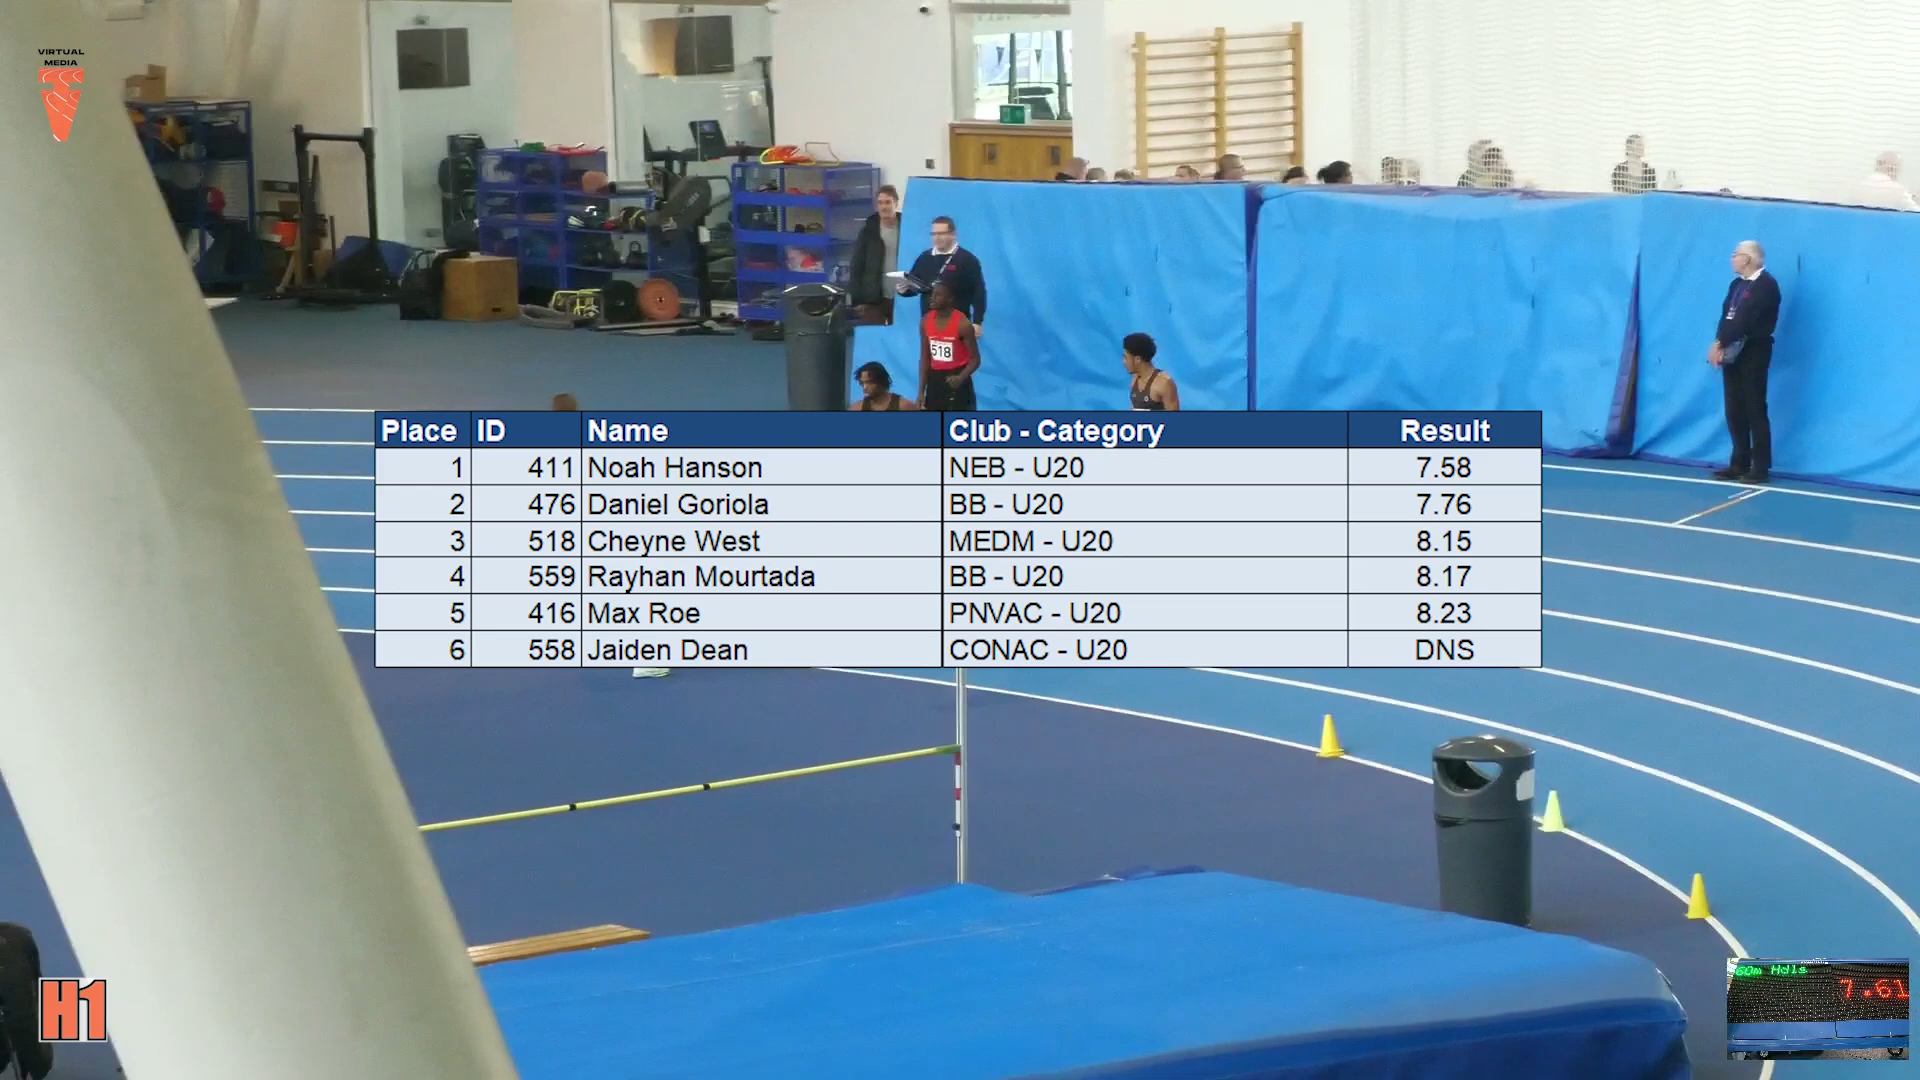 VIRTUAL
MEDIA
518
Place ID Name Club - Category Result
1 411 Noah Hanson NEB - U20 7.58
2 476 Daniel Goriola BB - U20 7.76
3 518 Cheyne West MEDM - U20 8.15
4 559 Rayhan Mourtada BB - U20 8.17
5 416 Max Roe PNVAC - U20 8.23
6 558 Jaiden Dean CONAC - U20 DNS
H1
60m Hdls
7.61